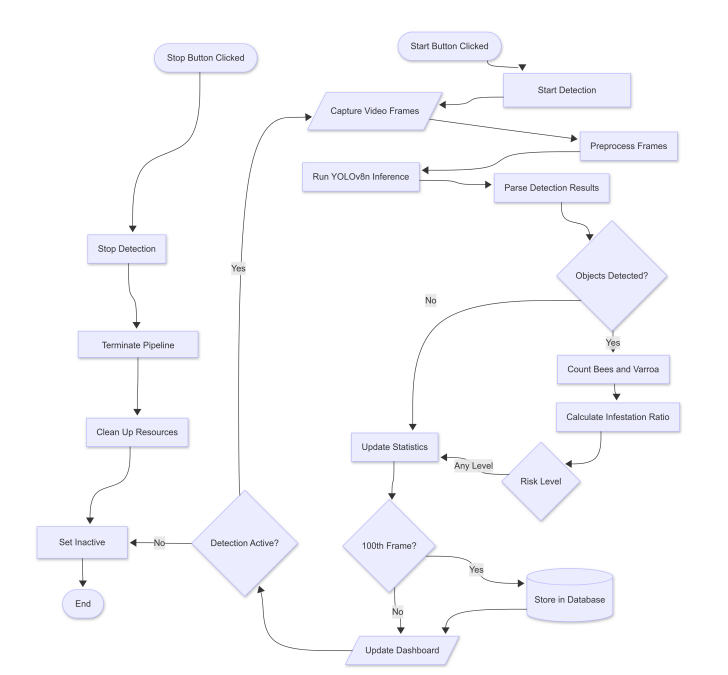 Start Button Clicked
Stop Button Clicked
Start Detection
Capture Video Frames
Preprocess Frames
Run YOLOv8n Inference
Parse Detection Results
Stop Detection
Yes
Objects Detected?
No
Yes
Terminate Pipeline
Count Bees and Varroa
Calculate Infestation Ratio
Clean Up Resources
Update Statistics
Any Level
Risk Level
Set Inactive
No
Detection Active?
100th Frame?
Yes
Store in Database
End
No
Update Dashboard